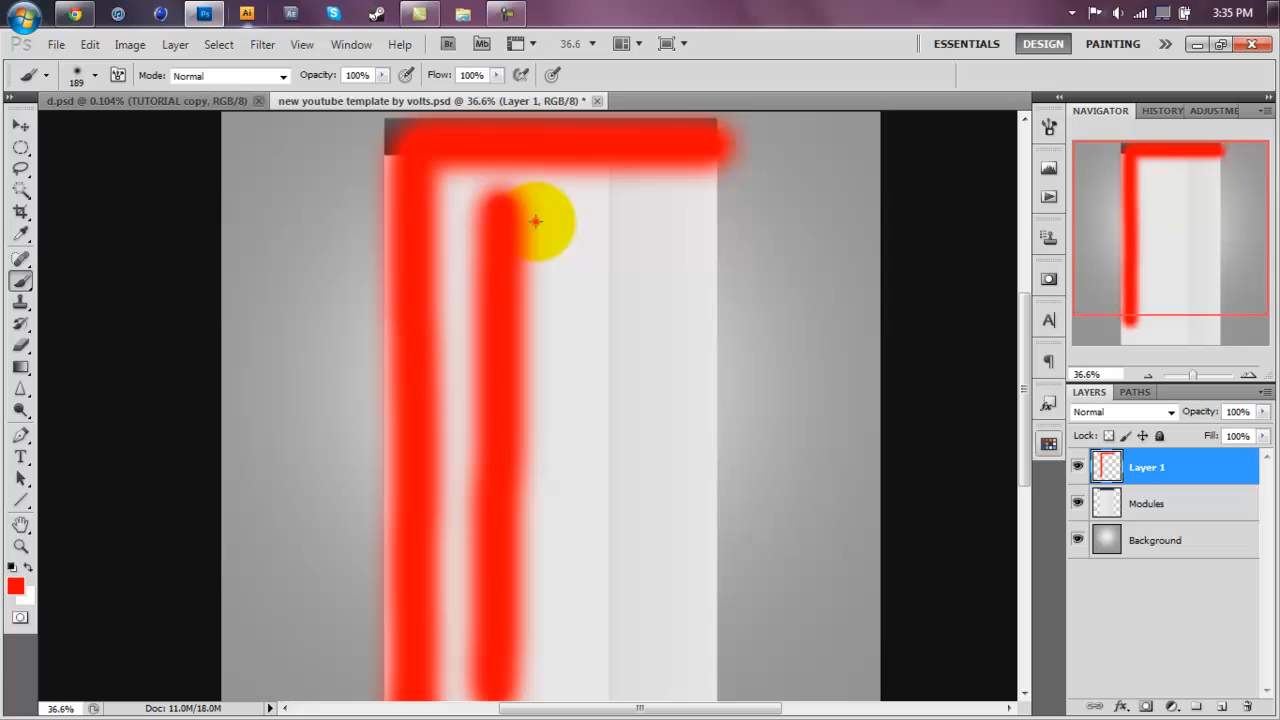 3:35 PM
Ps File Edit Image Layer Select Filter View Window Help Br Mb 36.6 ESSENTIALS DESIGN PAINTING
189 Mode: Normal Opacity: 100% Flow: 100%
d.psd @ 0.104% (TUTORIAL copy, RGB/8) new youtube template by volts.psd @ 36.6% (Layer 1, RGB/8) *
NAVIGATOR HISTORY ADJUSTME
36.6%
LAYERS PATHS
Normal Opacity: 100%
Lock: Fill: 100%
Layer 1
Modules
Background
36.6% Doc: 11.0M/18.0M